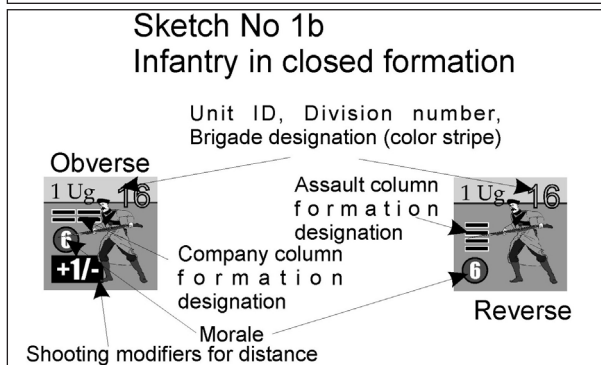 Sketch No 1b
Infantry in closed formation
Unit ID, Division number,
Brigade designation (color stripe)
Obverse
1 Ug 16
6
+1/-
Assault column
formation
designation
1 Ug 16
6
Company column
formation
designation
Reverse
Morale
Shooting modifiers for distance